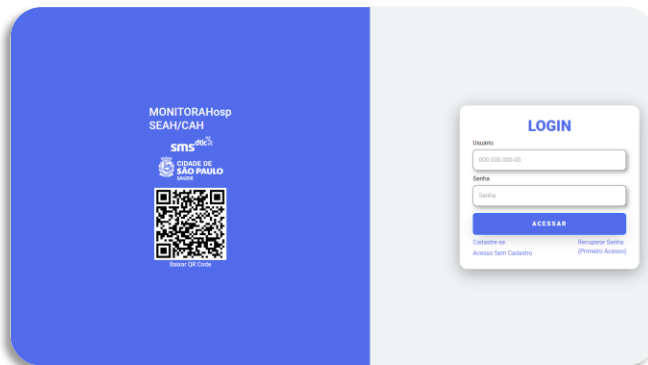 MONITORAHosp
SEAH/CAH
sms
CIDADE DE
SÃO PAULO
SAÚDE
Baixar QR Code
LOGIN
Usuário
000.000.000-00
Senha
Senha
ACESSAR
Cadastre-se
Acesso Sem Cadastro
Recuperar Senha
(Primeiro Acesso)